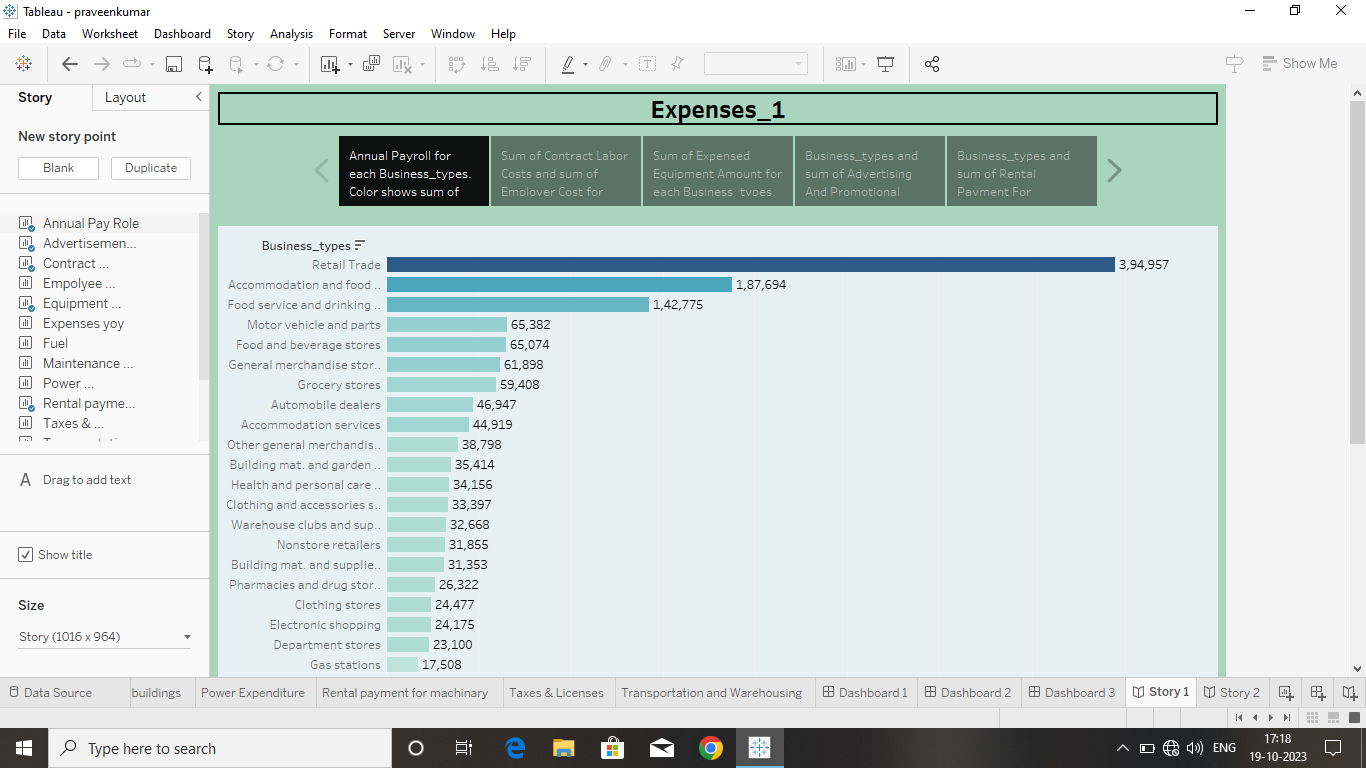 Tableau - praveenkumar
File Data Worksheet Dashboard Story Analysis Format Server Window Help
Show Me
Story Layout
New story point
Blank Duplicate
Annual Pay Role
Advertisemen...
Contract ...
Empolyee ...
Equipment ...
Expenses yoy
Fuel
Maintenance ...
Power ...
Rental payme...
Taxes & ...
A Drag to add text
Show title
Size
Story (1016 x 964)
Expenses_1
Annual Payroll for
each Business_types.
Color shows sum of
Sum of Contract Labor
Costs and sum of
Employer Cost for
Sum of Expensed
Equipment Amount for
each Business_types.
Business_types and
sum of Advertising
And Promotional
Business_types and
sum of Rental
Payment For
Business_types
Retail Trade 3,94,957
Accommodation and food .. 1,87,694
Food service and drinking .. 1,42,775
Motor vehicle and parts 65,382
Food and beverage stores 65,074
General merchandise stor.. 61,898
Grocery stores 59,408
Automobile dealers 46,947
Accommodation services 44,919
Other general merchandis.. 38,798
Building mat. and garden .. 35,414
Health and personal care .. 34,156
Clothing and accessories s.. 33,397
Warehouse clubs and sup.. 32,668
Nonstore retailers 31,855
Building mat. and supplie.. 31,353
Pharmacies and drug stor.. 26,322
Clothing stores 24,477
Electronic shopping 24,175
Department stores 23,100
Gas stations 17,508
Data Source buildings Power Expenditure Rental payment for machinary Taxes & Licenses Transportation and Warehousing Dashboard 1 Dashboard 2 Dashboard 3 Story 1 Story 2
Type here to search
ENG
17:18
19-10-2023